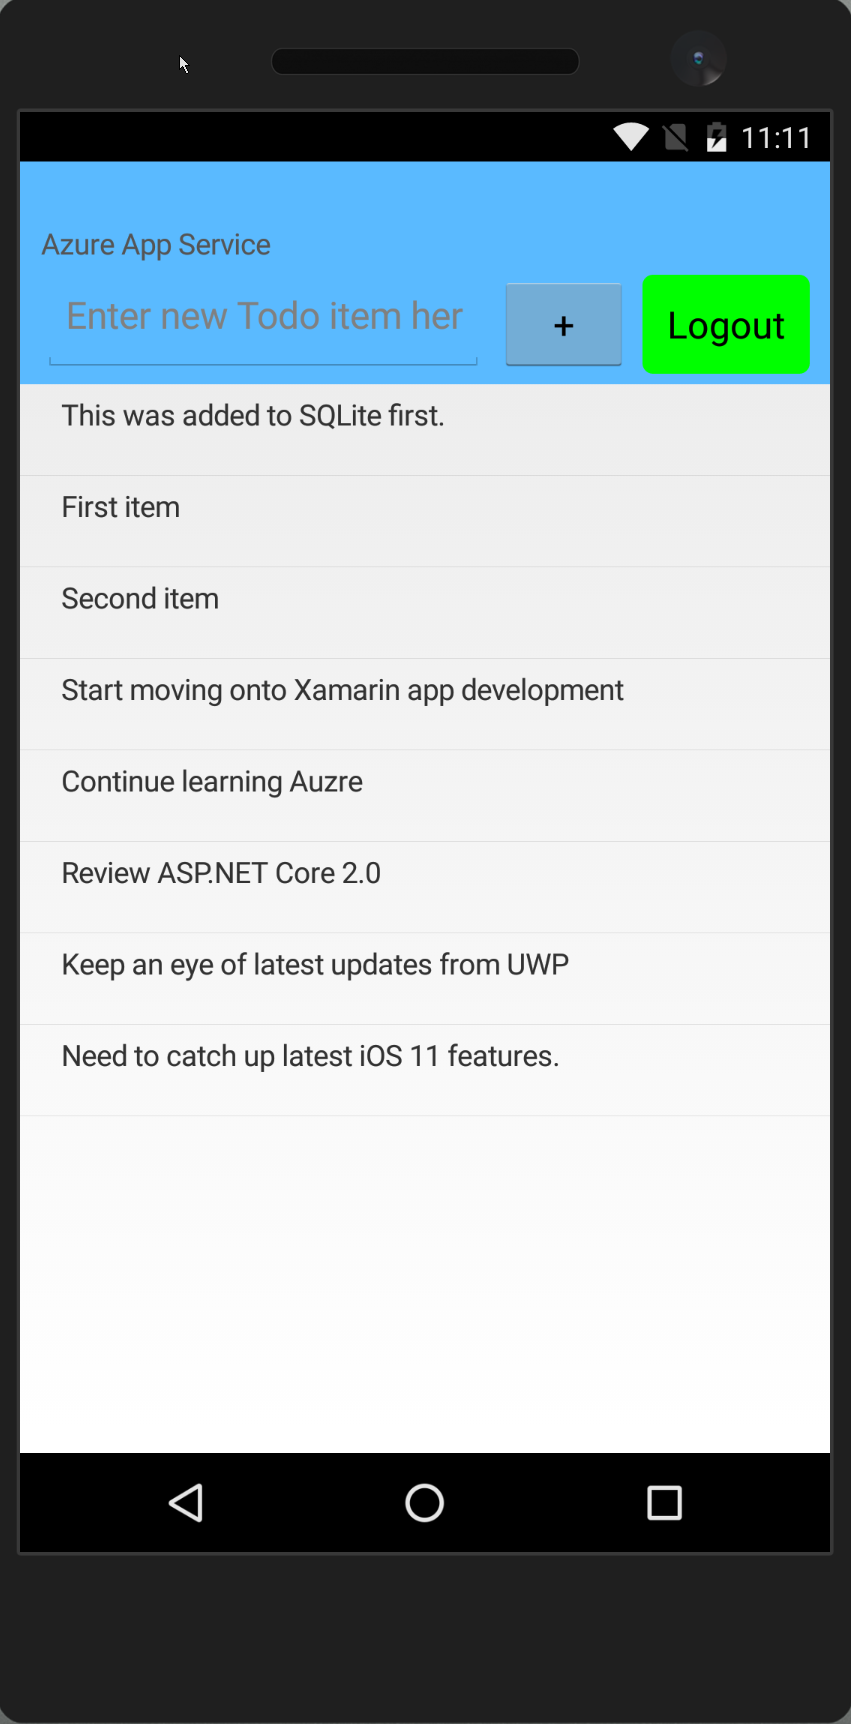 11:11
Azure App Service
Enter new Todo item her
+
Logout
This was added to SQLite first.
First item
Second item
Start moving onto Xamarin app development
Continue learning Auzre
Review ASP.NET Core 2.0
Keep an eye of latest updates from UWP
Need to catch up latest iOS 11 features.